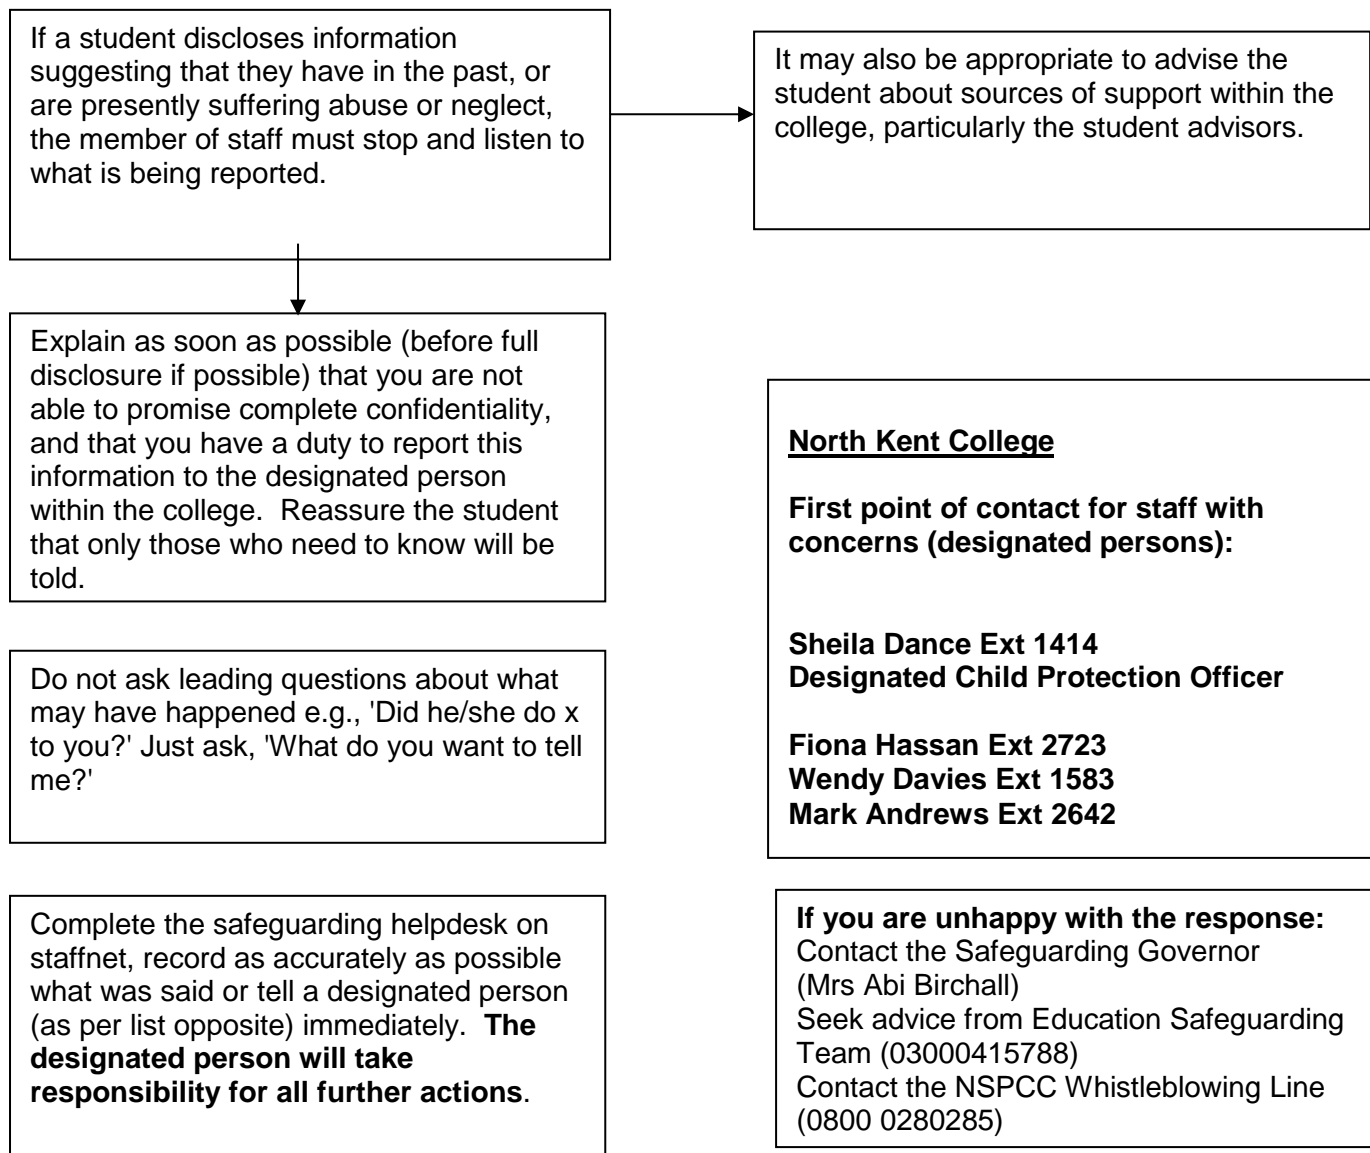 If a student discloses information
suggesting that they have in the past, or
are presently suffering abuse or neglect,
the member of staff must stop and listen to
what is being reported.
It may also be appropriate to advise the
student about sources of support within the
college, particularly the student advisors.
Explain as soon as possible (before full
disclosure if possible) that you are not
able to promise complete confidentiality,
and that you have a duty to report this
information to the designated person
within the college.  Reassure the student
that only those who need to know will be
told.
Do not ask leading questions about what
may have happened e.g., 'Did he/she do x
to you?' Just ask, 'What do you want to tell
me?'
Complete the safeguarding helpdesk on
staffnet, record as accurately as possible
what was said or tell a designated person
(as per list opposite) immediately.  The
designated person will take
responsibility for all further actions.
North Kent College
First point of contact for staff with
concerns (designated persons):
Sheila Dance Ext 1414
Designated Child Protection Officer
Fiona Hassan Ext 2723
Wendy Davies Ext 1583
Mark Andrews Ext 2642
If you are unhappy with the response:
Contact the Safeguarding Governor
(Mrs Abi Birchall)
Seek advice from Education Safeguarding
Team (03000415788)
Contact the NSPCC Whistleblowing Line
(0800 0280285)